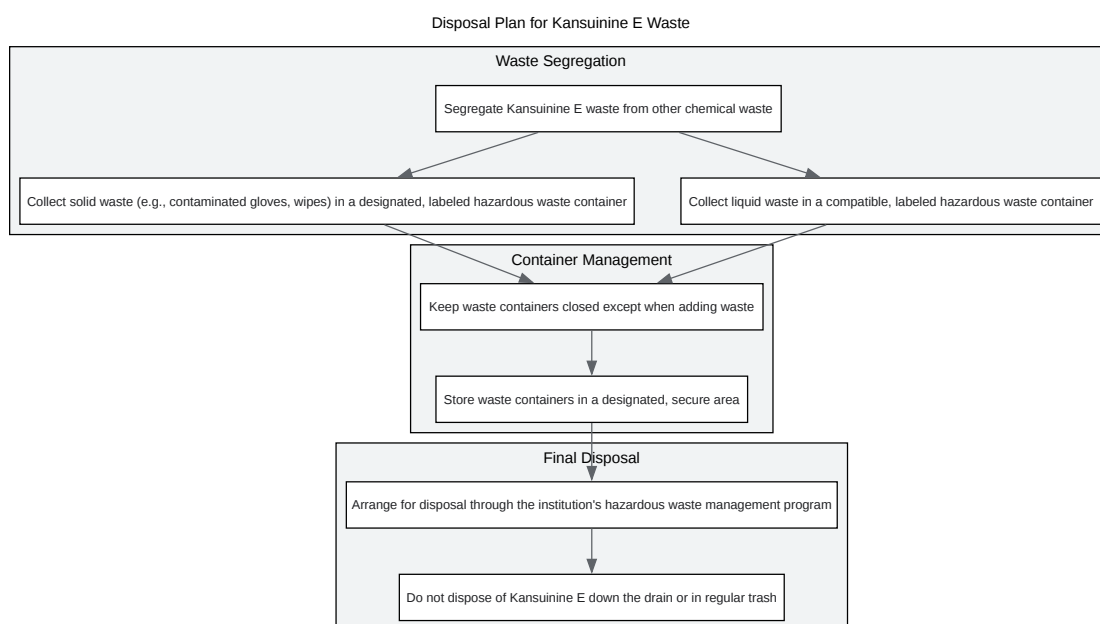 Disposal Plan for Kansuinine E Waste
Waste Segregation
Segregate Kansuinine E waste from other chemical waste
Collect solid waste (e.g., contaminated gloves, wipes) in a designated, labeled hazardous waste container
Collect liquid waste in a compatible, labeled hazardous waste container
Container Management
Keep waste containers closed except when adding waste
Store waste containers in a designated, secure area
Final Disposal
Arrange for disposal through the institution's hazardous waste management program
Do not dispose of Kansuinine E down the drain or in regular trash